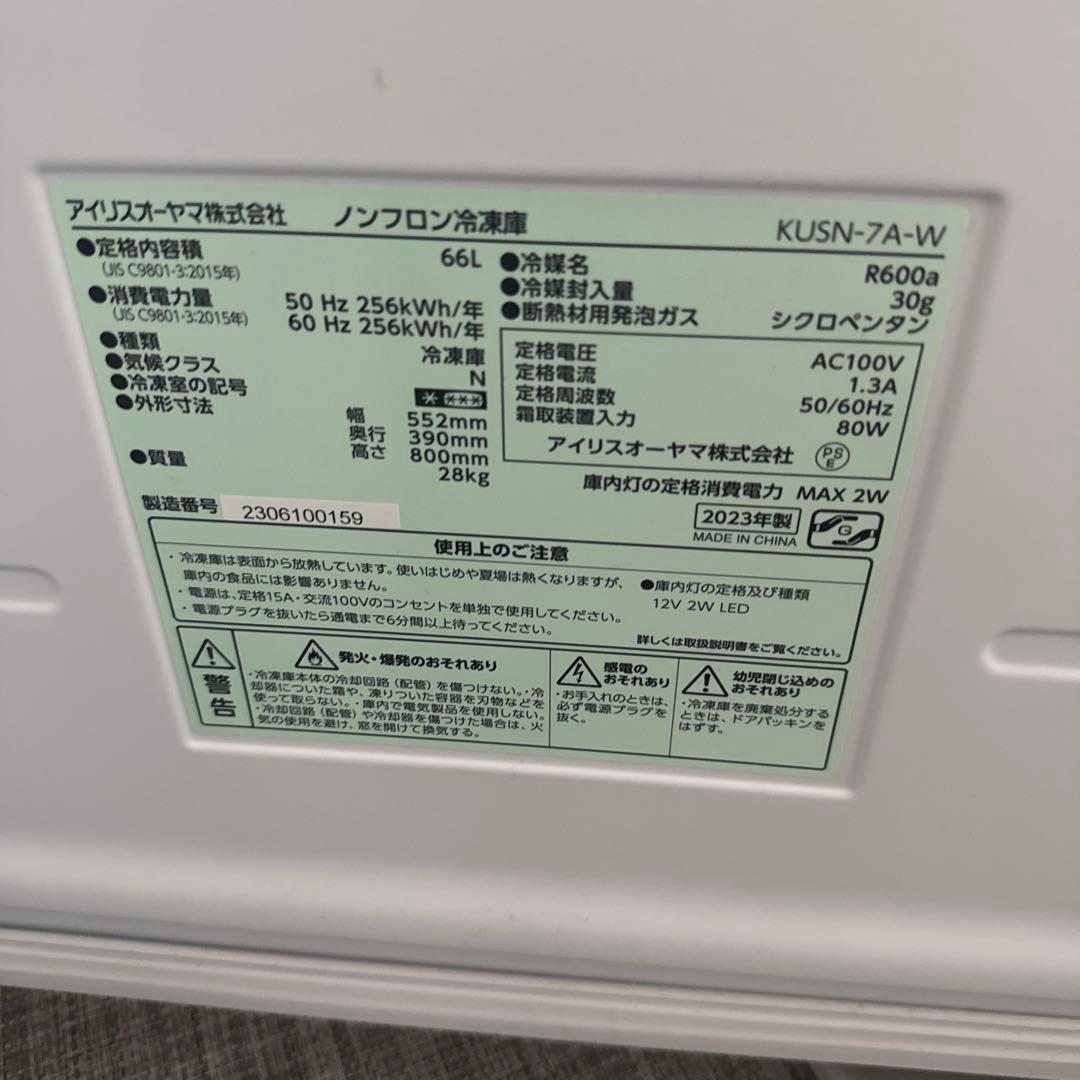 アイリスオーヤマ株式会社 ノンフロン冷凍庫 KUSN-7A-W
●定格内容積 66L
(JIS C9801-3:2015年)
●消費電力量 50 Hz 256kWh/年
(JIS C9801-3:2015年) 60 Hz 256kWh/年
●種類 冷凍庫
●気候クラス N
●冷凍室の記号
●外形寸法 幅 552mm
奥行 390mm
高さ 800mm
●質量 28kg
●冷媒名 R600a
●冷媒封入量 30g
●断熱材用発泡ガス シクロペンタン
定格電圧 AC100V
定格電流 1.3A
定格周波数 50/60Hz
霜取装置入力 80W
アイリスオーヤマ株式会社 PSE
庫内灯の定格消費電力 MAX 2W
製造番号 2306100159
2023年製
MADE IN CHINA
G
使用上のご注意
・冷凍庫は表面から放熱しています。使いはじめや夏場は熱くなりますが、
庫内の食品には影響ありません。
・電源は、定格15A・交流100Vのコンセントを単独で使用してください。
・電源プラグを抜いたら通電まで6分間以上待ってください。
●庫内灯の定格及び種類
12V 2W LED
詳しくは取扱説明書をご覧ください。
警告
発火・爆発のおそれあり
・冷凍庫本体の冷却回路(配管)を傷つけない。・冷
却器についた霜や、凍りついた容器を刃物などを
使って取らない。・庫内で電気製品を使用しない。
・冷却回路(配管)や冷却器を傷つけた場合は、火
気の使用を避け、窓を開けて換気する。
感電の
おそれあり
・お手入れのときは、
必ず電源プラグを
抜く。
幼児閉じ込めの
おそれあり
・冷凍庫を廃棄処分する
ときは、ドアパッキンを
はずす。